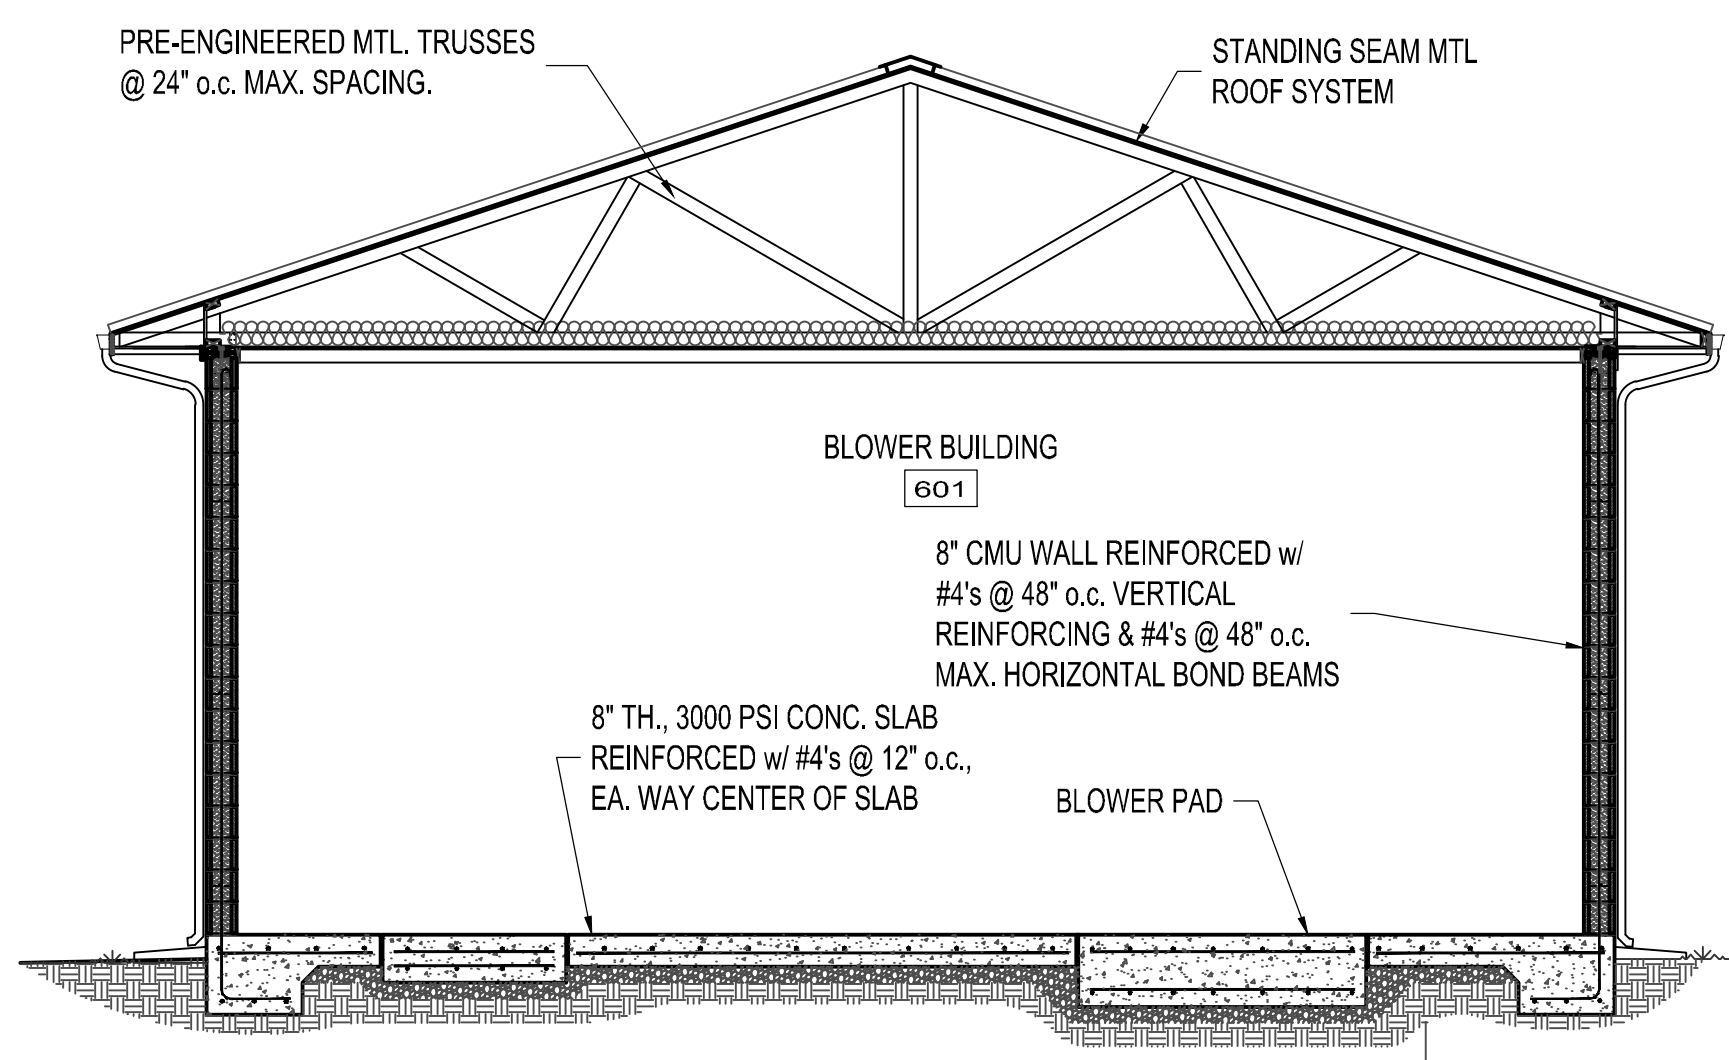 PRE-ENGINEERED MTL. TRUSSES
@ 24" o.c. MAX. SPACING.
STANDING SEAM MTL
ROOF SYSTEM
BLOWER BUILDING
601
8" CMU WALL REINFORCED w/
#4's @ 48" o.c. VERTICAL
REINFORCING & #4's @ 48" o.c.
MAX. HORIZONTAL BOND BEAMS
8" TH., 3000 PSI CONC. SLAB
REINFORCED w/ #4's @ 12" o.c.,
EA. WAY CENTER OF SLAB
BLOWER PAD